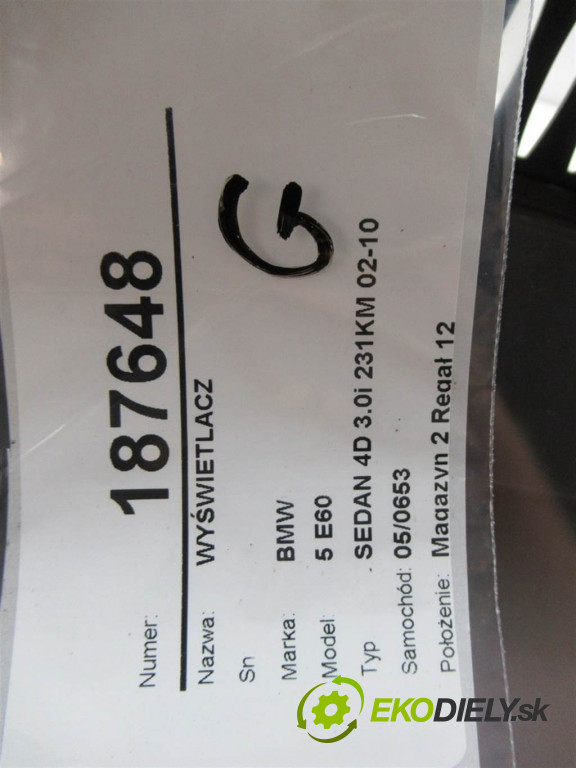 Numer: 187648
Nazwa: WYŚWIETLACZ
G
Sn
Marka: BMW
Model: 5 E60
Typ . SEDAN 4D 3.0i 231KM 02-10
Samochód: 05/0653
Położenie: Magazyn 2 Regał 12
EKODIELY.sk